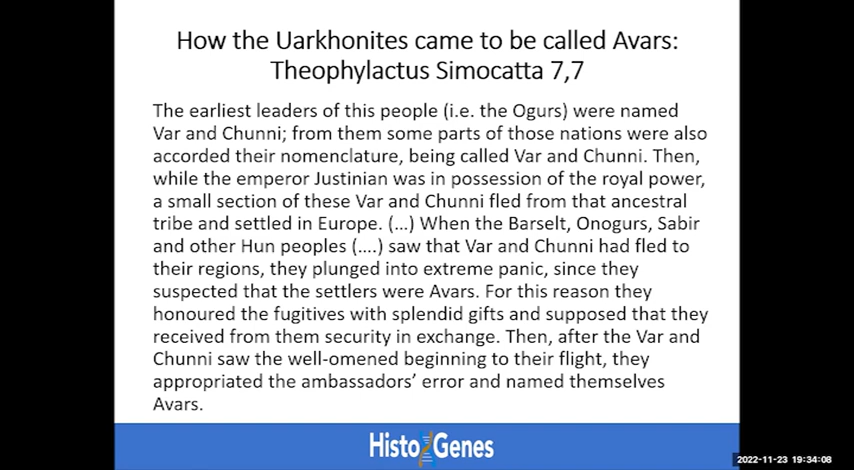 How the Uarkhonites came to be called Avars:
Theophylactus Simocatta 7,7
The earliest leaders of this people (i.e. the Ogurs) were named
Var and Chunni; from them some parts of those nations were also
accorded their nomenclature, being called Var and Chunni. Then,
while the emperor Justinian was in possession of the royal power,
a small section of these Var and Chunni fled from that ancestral
tribe and settled in Europe. (...) When the Barselt, Onogurs, Sabir
and other Hun peoples (....) saw that Var and Chunni had fled to
their regions, they plunged into extreme panic, since they
suspected that the settlers were Avars. For this reason they
honoured the fugitives with splendid gifts and supposed that they
received from them security in exchange. Then, after the Var and
Chunni saw the well-omened beginning to their flight, they
appropriated the ambassadors' error and named themselves
Avars.
Histo Genes
2022-11-23 19:34:08